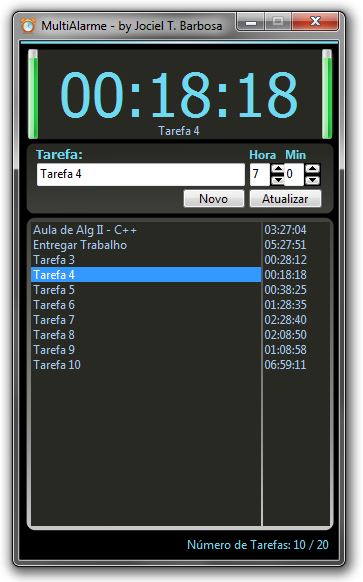 MultiAlarme - by Jociel T. Barbosa
00:18:18
Tarefa 4
Tarefa: Hora Min
Tarefa 4 7 0
Novo Atualizar
Aula de Alg II - C++ 03:27:04
Entregar Trabalho 05:27:51
Tarefa 3 00:28:12
Tarefa 4 00:18:18
Tarefa 5 00:38:25
Tarefa 6 01:28:35
Tarefa 7 02:28:40
Tarefa 8 02:08:50
Tarefa 9 01:08:58
Tarefa 10 06:59:11
Número de Tarefas: 10 / 20